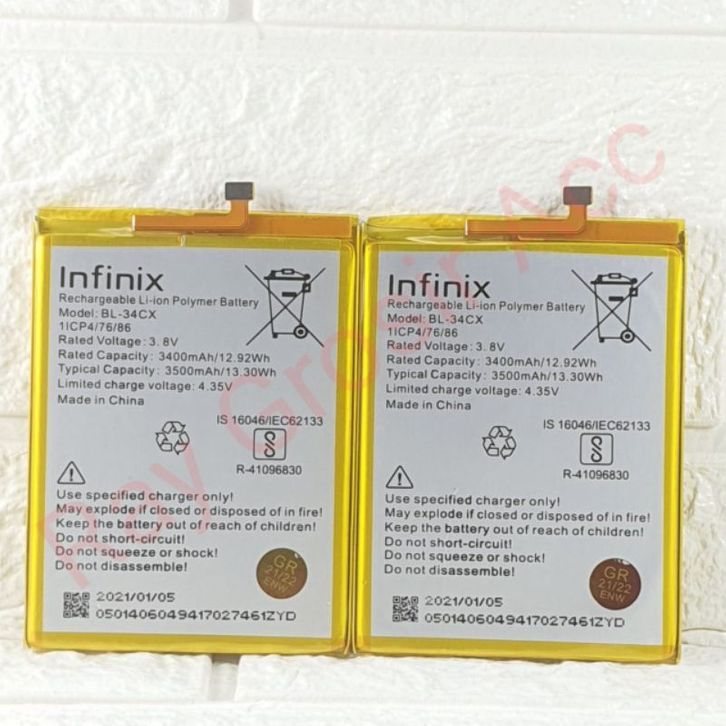 Infinix
Rechargeable Li-ion Polymer Battery
Model: BL-34CX
1ICP4/76/86
Rated Voltage: 3.8V
Rated Capacity: 3400mAh/12.92Wh
Typical Capacity: 3500mAh/13.30Wh
Limited charge voltage: 4.35V
Made in China
IS 16046/IEC62133
R-41096830
Use specified charger only!
May explode if closed or disposed of in fire!
Keep the battery out of reach of children!
Do not short-circuit!
Do not squeeze or shock!
Do not disassemble!
GR
21/22
ENW
2021/01/05
0501406049417027461ZYD
Infinix
Rechargeable Li-ion Polymer Battery
Model: BL-34CX
1ICP4/76/86
Rated Voltage: 3.8V
Rated Capacity: 3400mAh/12.92Wh
Typical Capacity: 3500mAh/13.30Wh
Limited charge voltage: 4.35V
Made in China
IS 16046/IEC62133
R-41096830
Use specified charger only!
May explode if closed or disposed of in fire!
Keep the battery out of reach of children!
Do not short-circuit!
Do not squeeze or shock!
Do not disassemble!
GR
21/22
ENW
2021/01/05
0501406049417027461ZYD